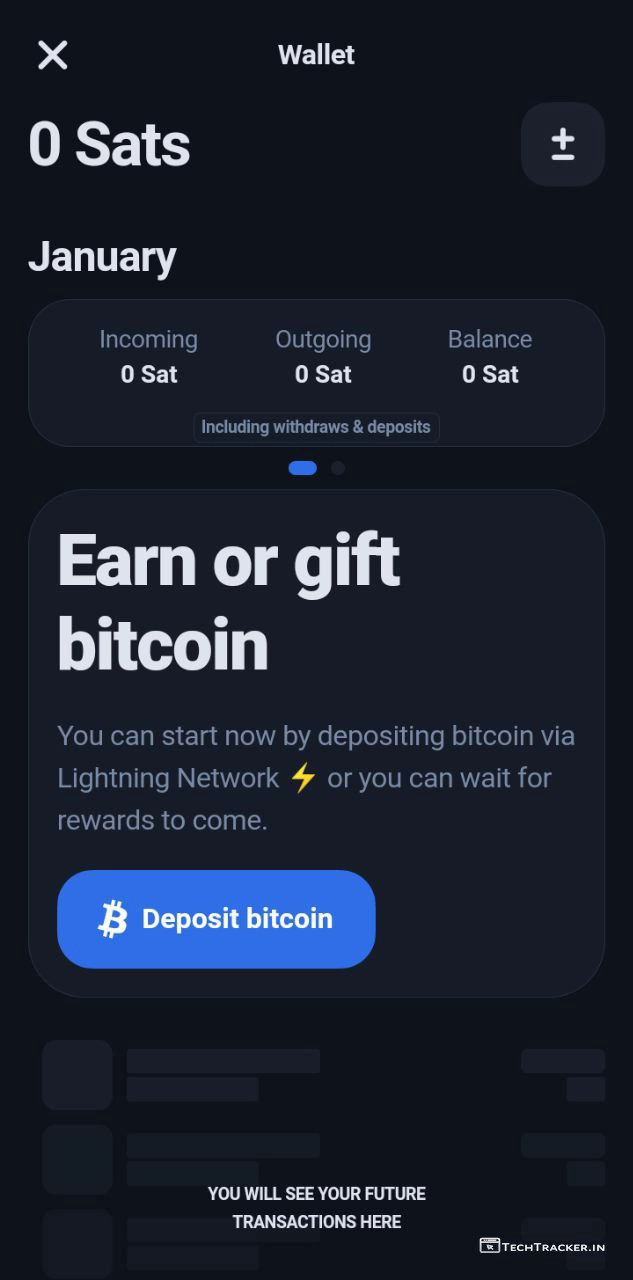 Wallet
0 Sats
January
Incoming
Outgoing
Balance
0 Sat
0 Sat
0 Sat
Including withdraws & deposits
Earn or gift
bitcoin
You can start now by depositing bitcoin via
Lightning Network ⚡ or you can wait for
rewards to come.
Deposit bitcoin
YOU WILL SEE YOUR FUTURE
TRANSACTIONS HERE
TECHTRACKER.IN